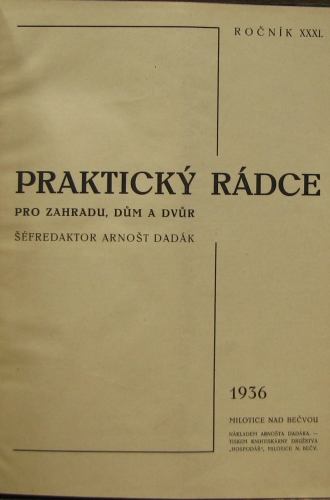 ROČNÍK XXXI.
PRAKTICKÝ RÁDCE
PRO ZAHRADU, DŮM A DVŮR
ŠÉFREDAKTOR ARNOŠT DADÁK
1936
MILOTICE NAD BEČVOU
NÁKLADEM ARNOŠTA DADÁKA. —
TISKEM KNIHTISKÁRNY DRUŽSTVA
„HOSPODÁŘ", MILOTICE N. BEČV.